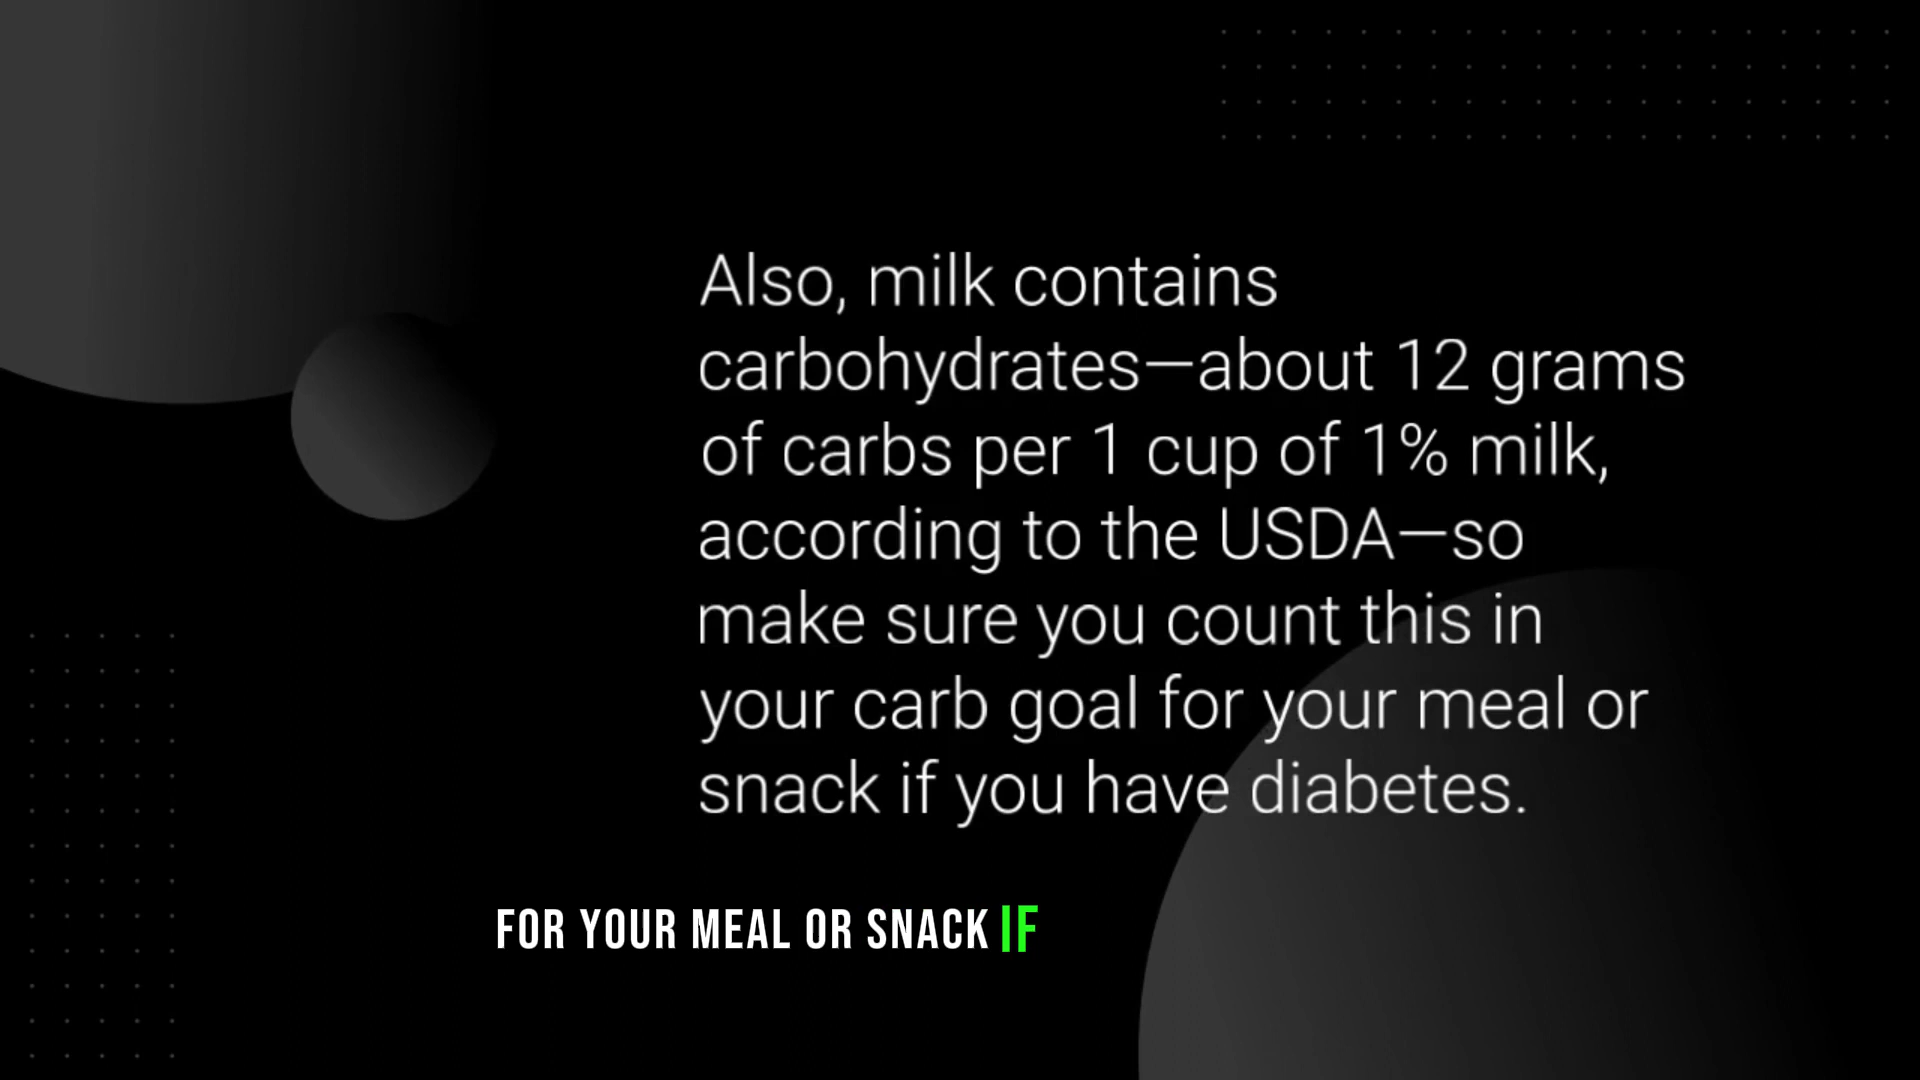 Also, milk contains
carbohydrates—about 12 grams
of carbs per 1 cup of 1% milk,
according to the USDA—so
make sure you count this in
your carb goal for your meal or
snack if you have diabetes.
FOR YOUR MEAL OR SNACK IF